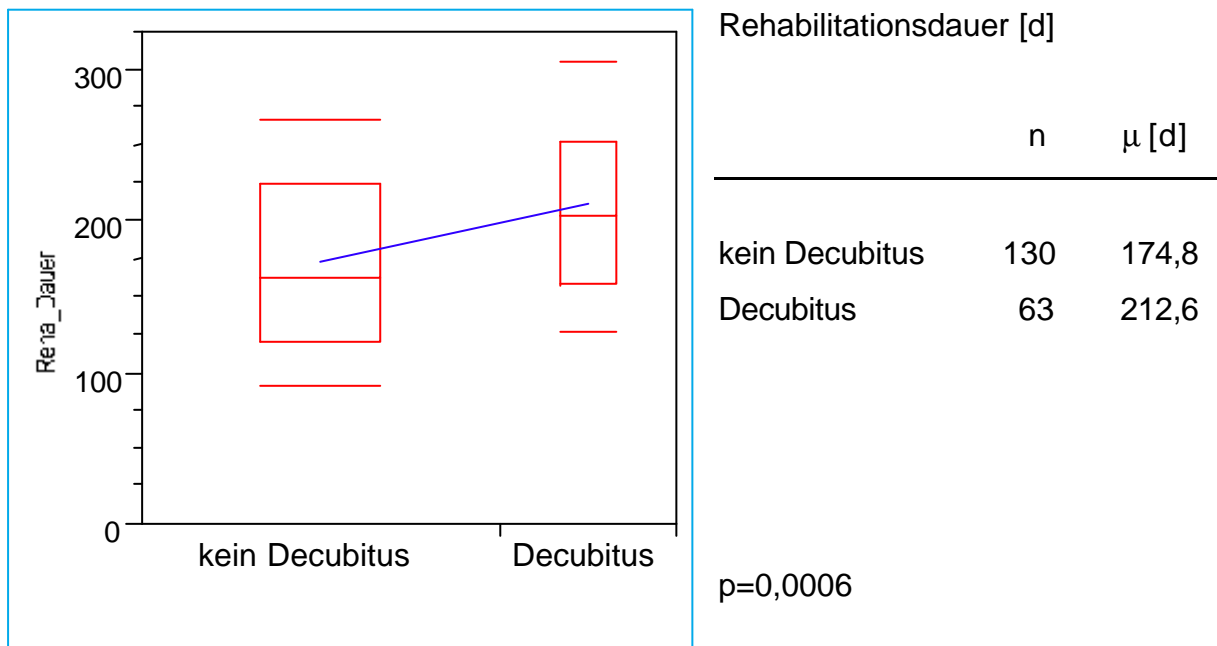 Rehabilitationsdauer [d]
n μ [d]
kein Decubitus 130 174,8
Decubitus 63 212,6
p=0,0006
300
200
100
0
kein Decubitus Decubitus